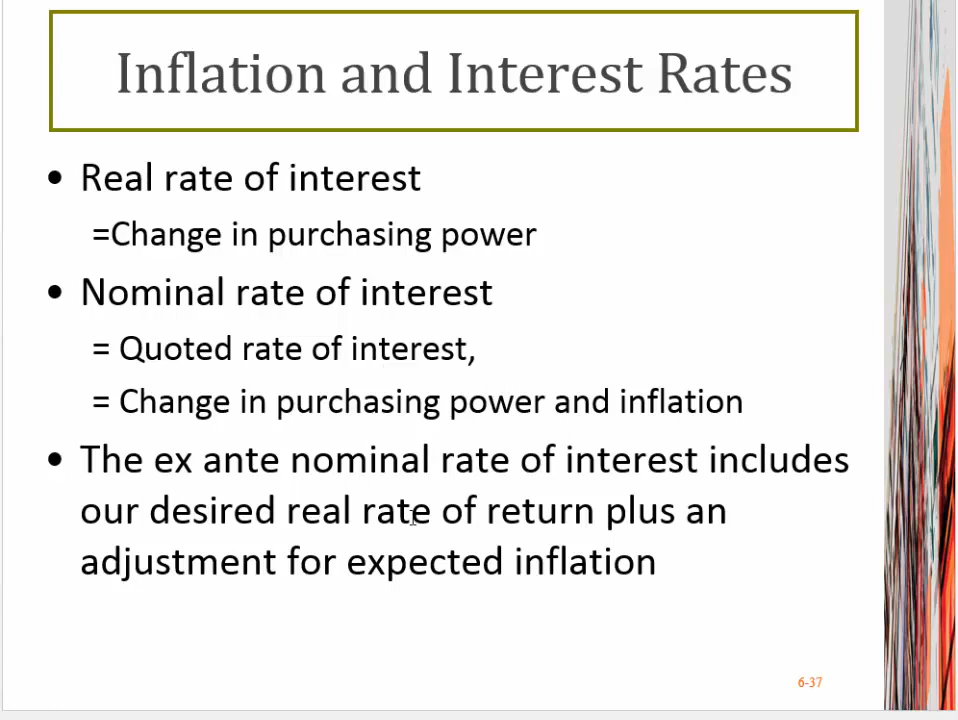 Inflation and Interest Rates
• Real rate of interest
=Change in purchasing power
• Nominal rate of interest
= Quoted rate of interest,
= Change in purchasing power and inflation
• The ex ante nominal rate of interest includes
our desired real rate of return plus an
adjustment for expected inflation
6-37